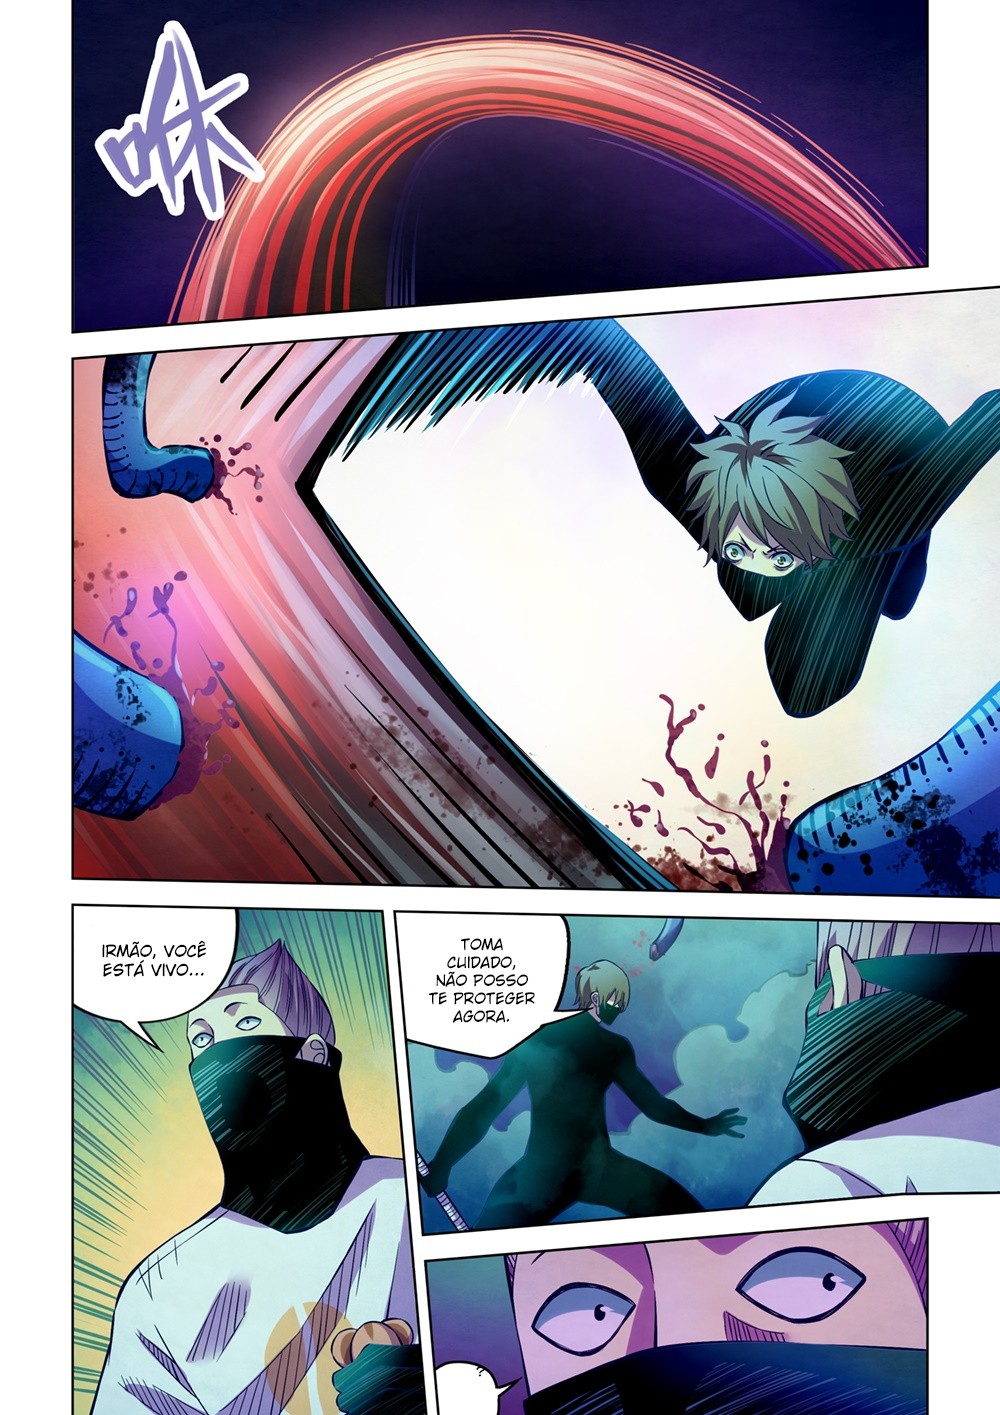 IRMÃO, VOCÊ
ESTÁ VIVO...
TOMA
CUIDADO,
NÃO POSSO
TE PROTEGER
AGORA.
?